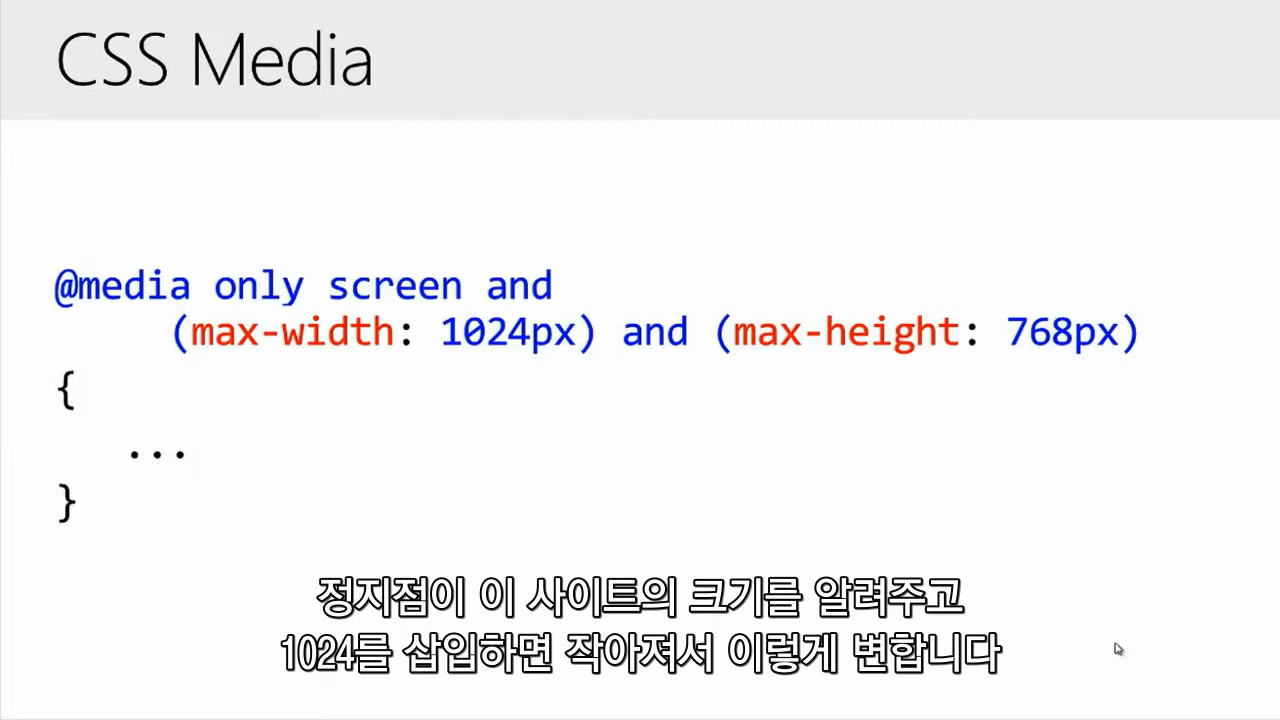 CSS Media
@media only screen and
(max-width: 1024px) and (max-height: 768px)
{
...
}
정지점이 이 사이트의 크기를 알려주고
1024를 삽입하면 작아져서 이렇게 변합니다